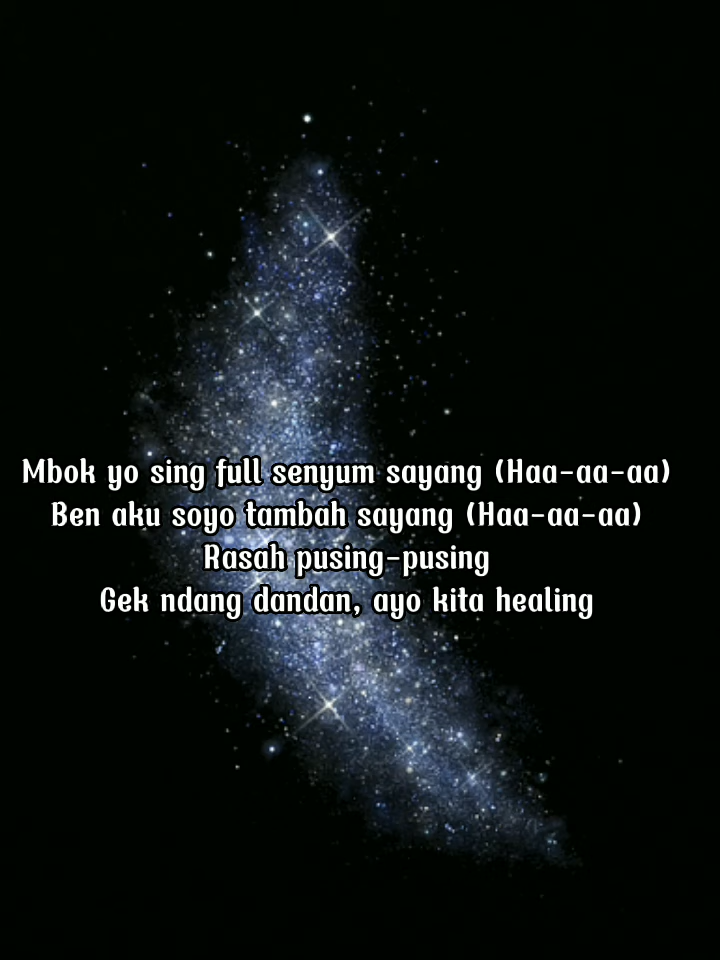 Mbok yo sing full senyum sayang (Haa-aa-aa)
Ben aku soyo tambah sayang (Haa-aa-aa)
Rasah pusing-pusing
Gek ndang dandan, ayo kita healing